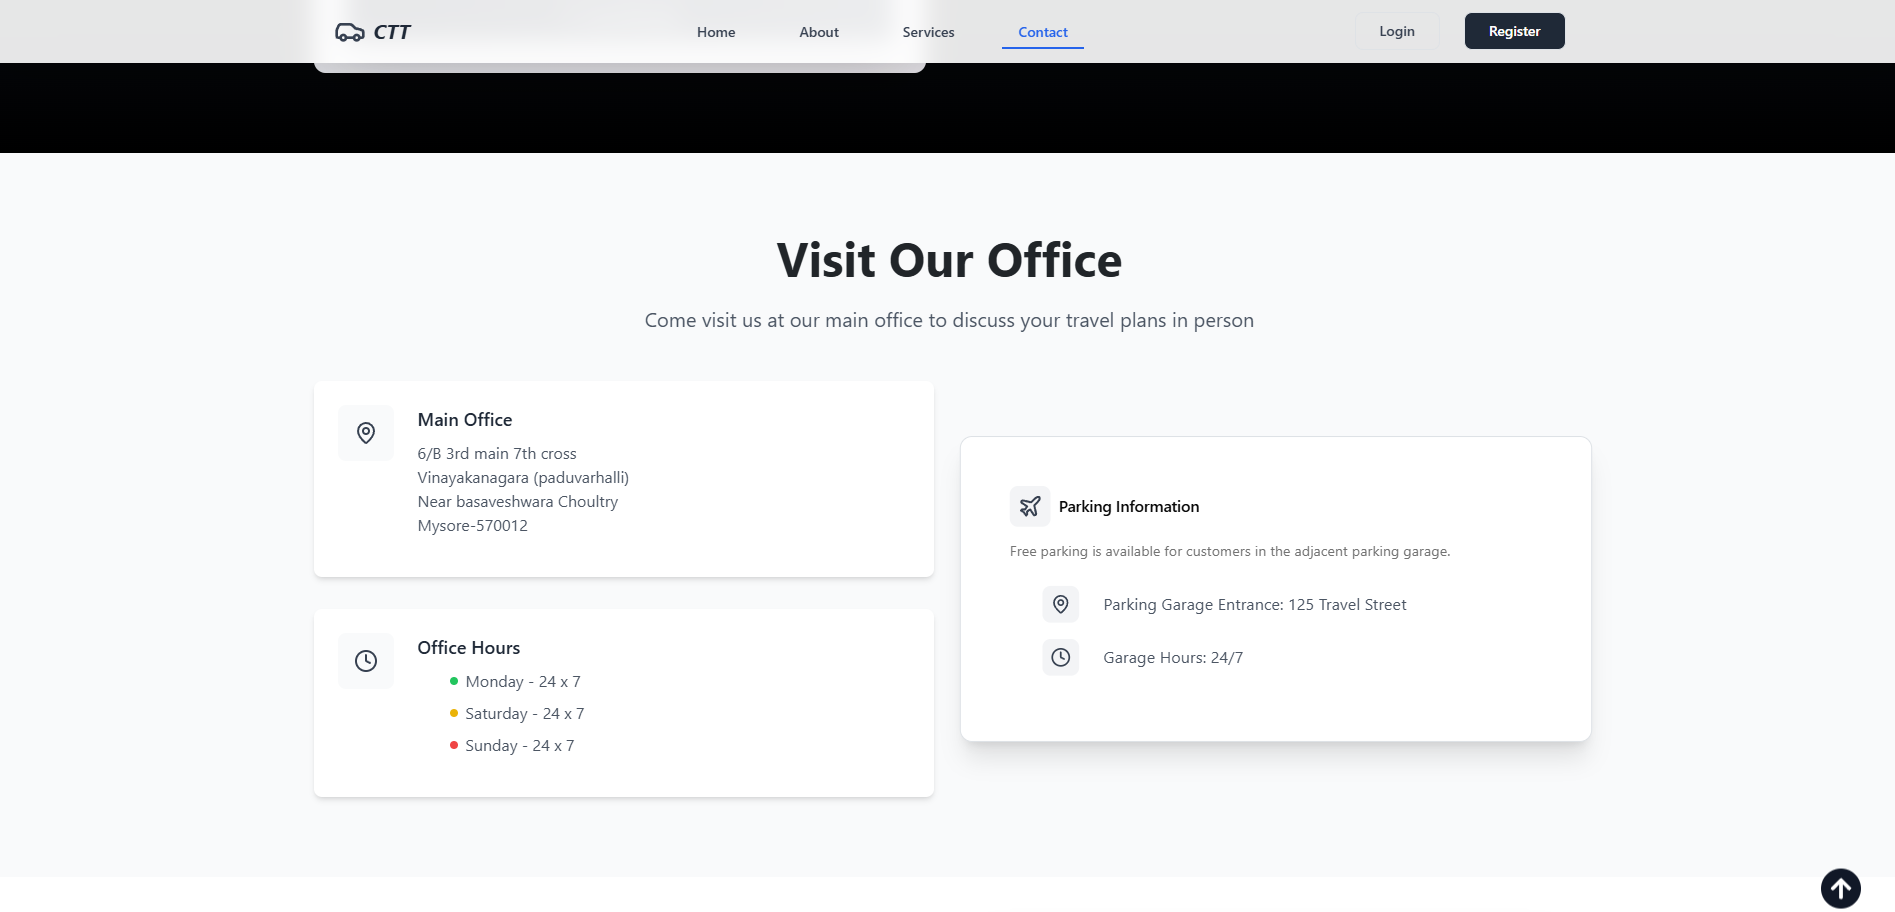 CTT
Home
About
Services
Contact
Login
Register
Visit Our Office
Come visit us at our main office to discuss your travel plans in person
Main Office
6/B 3rd main 7th cross
Vinayakanagara (paduvarhalli)
Near basaveshwara Choultry
Mysore-570012
Office Hours
Monday - 24 x 7
Saturday - 24 x 7
Sunday - 24 x 7
Parking Information
Free parking is available for customers in the adjacent parking garage.
Parking Garage Entrance: 125 Travel Street
Garage Hours: 24/7